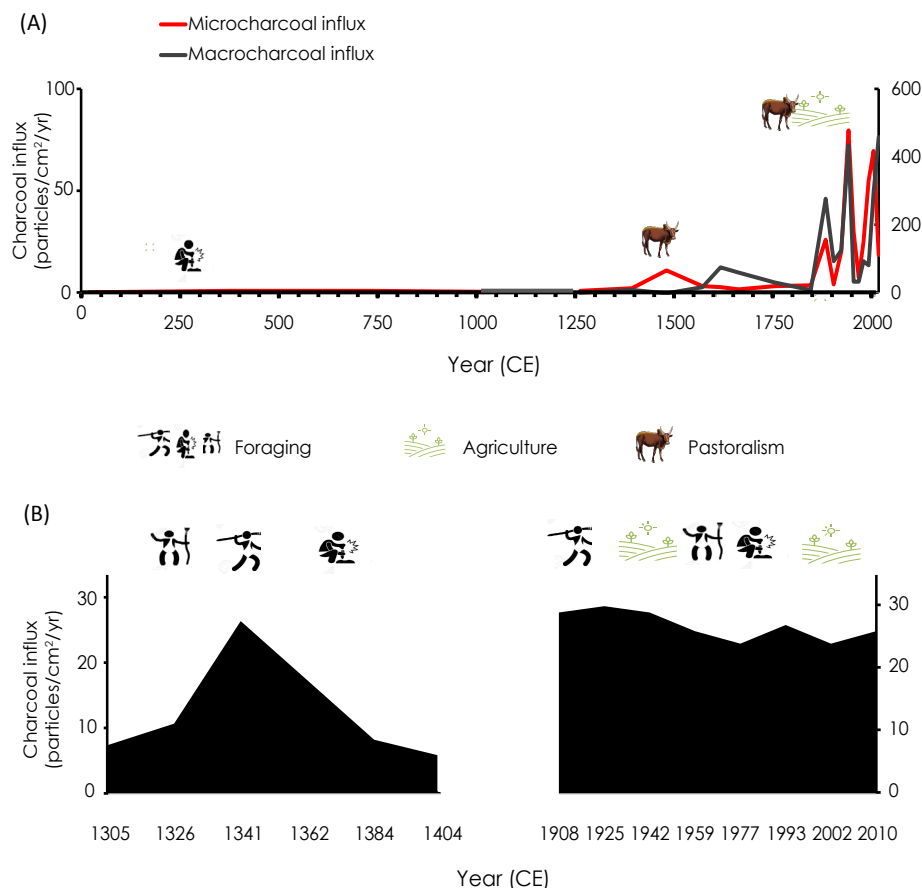 (A)
Microcharcoal influx
Macrocharcoal influx
Charcoal influx
(particles/cm²/yr)
100
50
0
600
400
200
0
0 250 500 750 1000 1250 1500 1750 2000
Year (CE)
Foraging Agriculture Pastoralism
(B)
Charcoal influx
(particles/cm²/yr)
30
20
10
0
30
20
10
0
1305 1326 1341 1362 1384 1404 1908 1925 1942 1959 1977 1993 2002 2010
Year (CE)